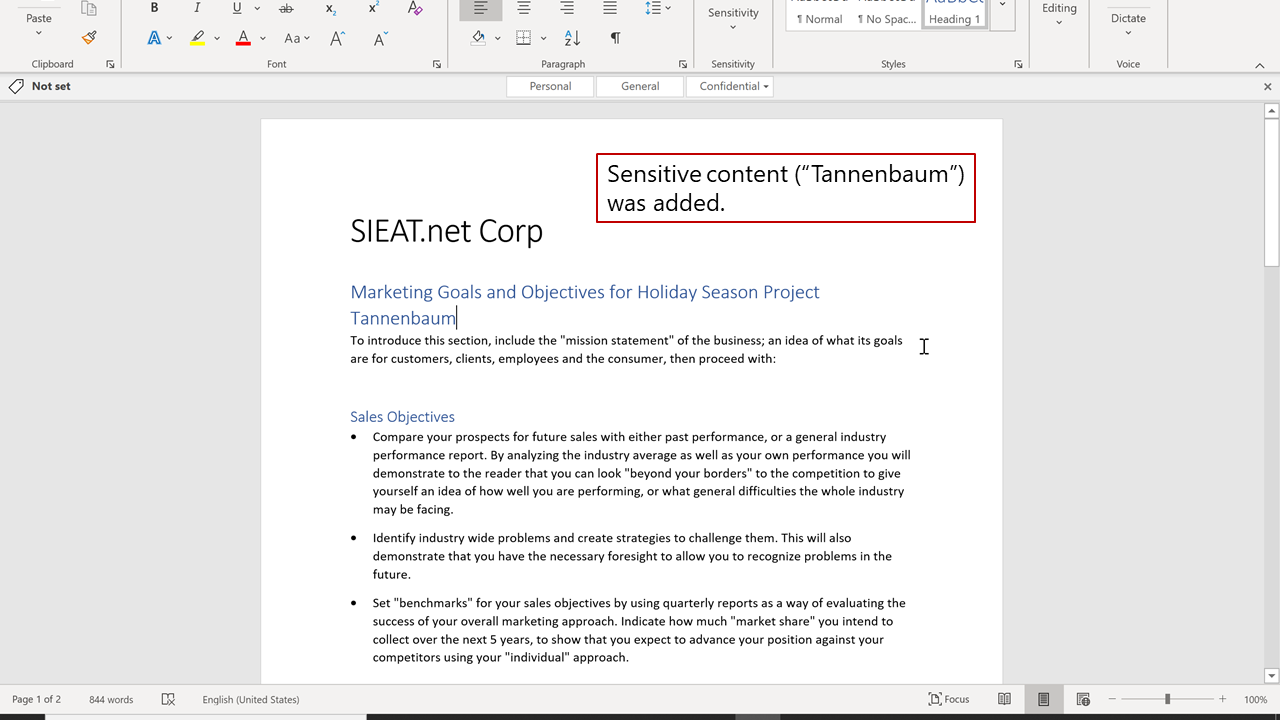 Paste
B I U ab x₂ x² A
A A Aa A A
A Z ¶
Sensitivity
¶ Normal ¶ No Spac... Heading 1
Editing
Dictate
Clipboard Font Paragraph Sensitivity Styles Voice
Not set Personal General Confidential
Sensitive content (“Tannenbaum”)
was added.
SIEAT.net Corp
Marketing Goals and Objectives for Holiday Season Project
Tannenbaum
To introduce this section, include the "mission statement" of the business; an idea of what its goals
are for customers, clients, employees and the consumer, then proceed with:
Sales Objectives
• Compare your prospects for future sales with either past performance, or a general industry
performance report. By analyzing the industry average as well as your own performance you will
demonstrate to the reader that you can look "beyond your borders" to the competition to give
yourself an idea of how well you are performing, or what general difficulties the whole industry
may be facing.
• Identify industry wide problems and create strategies to challenge them. This will also
demonstrate that you have the necessary foresight to allow you to recognize problems in the
future.
• Set "benchmarks" for your sales objectives by using quarterly reports as a way of evaluating the
success of your overall marketing approach. Indicate how much "market share" you intend to
collect over the next 5 years, to show that you expect to advance your position against your
competitors using your "individual" approach.
Page 1 of 2 844 words English (United States) Focus 100%